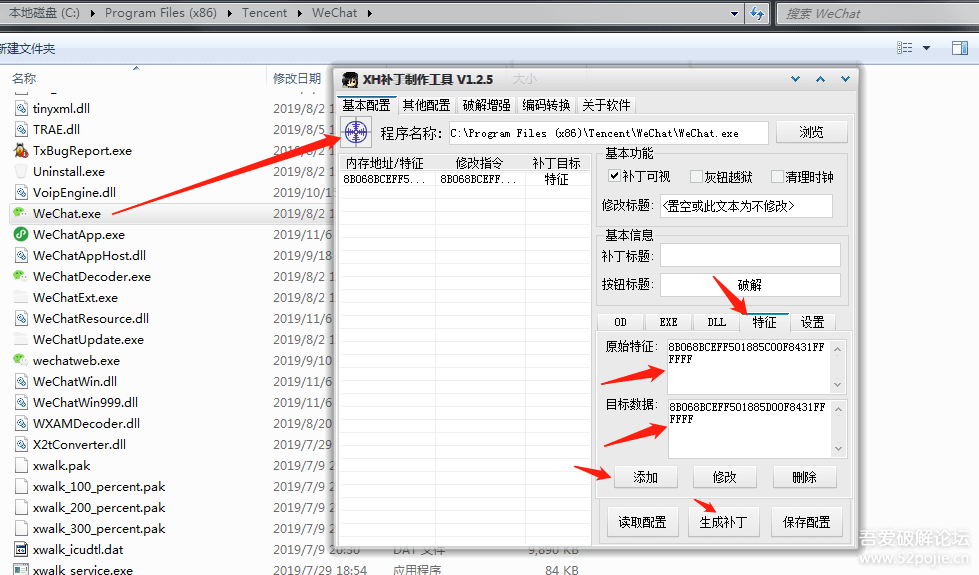 本地磁盘 (C:) ▸ Program Files (x86) ▸ Tencent ▸ WeChat ▸
搜索 WeChat
新建文件夹
名称
修改日期
大小
tinyxml.dll 2019/8/2 1
TRAE.dll 2019/8/5 1
TxBugReport.exe 2019/8/2 1
Uninstall.exe 2019/8/2 1
VoipEngine.dll 2019/10/1
WeChat.exe 2019/8/2 1
WeChatApp.exe 2019/11/6
WeChatAppHost.dll 2019/9/18
WeChatDecoder.exe 2019/8/2 1
WeChatExt.exe 2019/8/2 1
WeChatResource.dll 2019/11/6
WeChatUpdate.exe 2019/8/2 1
wechatweb.exe 2019/9/10
WeChatWin.dll 2019/11/6
WeChatWin999.dll 2019/11/6
WXAMDecoder.dll 2019/8/20
X2tConverter.dll 2019/7/29
xwalk.pak 2019/7/9 2
xwalk_100_percent.pak 2019/7/9 2
xwalk_200_percent.pak 2019/7/9 2
xwalk_300_percent.pak 2019/7/9 2
xwalk_icudtl.dat 2019/7/9 20:30 DAT 文件 9,890 KB
xwalk_service.exe 2019/7/29 18:54 应用程序 84 KB
XH补丁制作工具 V1.2.5
基本配置 其他配置 破解增强 编码转换 关于软件
程序名称: C:\Program Files (x86)\Tencent\WeChat\WeChat.exe 浏览
内存地址/特征 修改指令 补丁目标
8B068BCEFF5... 8B068BCEFF... 特征
基本功能
补丁可视 灰钮越狱 清理时钟
修改标题: <置空或此文本为不修改>
基本信息
补丁标题:
按钮标题: 破解
OD EXE DLL 特征 设置
原始特征: 8B068BCEFF501885C00F8431FF
FFFF
目标数据: 8B068BCEFF501885D00F8431FF
FFFF
添加 修改 删除
读取配置 生成补丁 保存配置
吾爱破解论坛
www.52pojie.cn